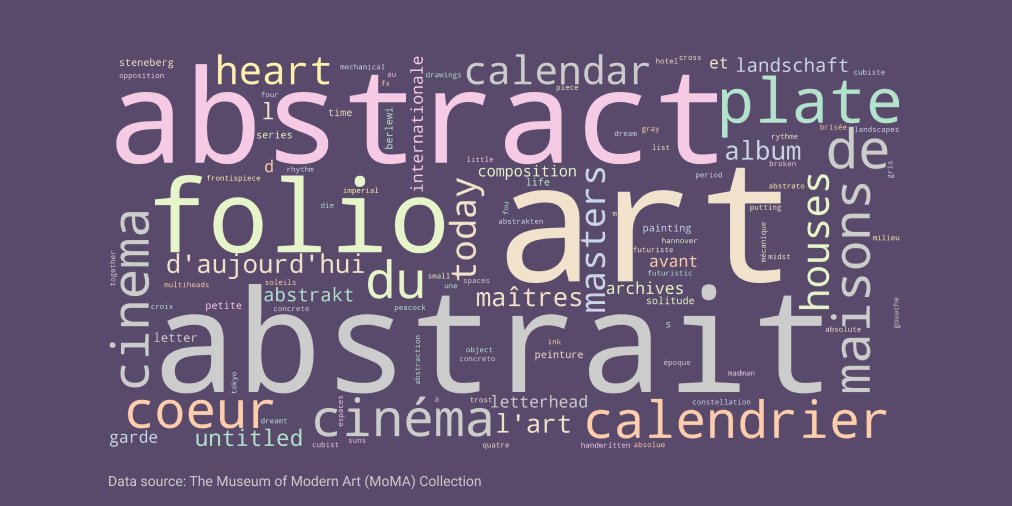 steneberg
opposition
heart
mechanical
au
fx
drawings
calendar
hotel
cross
et
landschaft
cubiste
piece
abstract
plate
four
l
time
series
berlewi
internationale
dream
gray
list
album
brisée
landscapes
rythme
broken
de
gris
d
rhythm
little
composition
life
period
frontispiece
imperial
die
folio
today
fou
abstrakten
art
masters
abstrato
putting
houses
maisons
milieu
mécanique
midst
painting
hannover
futuriste
avant
futuristic
cinema
together
d'aujourd'hui
multiheads
soleils
abstrakt
concrete
du
small
une
spaces
maîtres
archives
solitude
peacock
croix
petite
letter
abstrait
s
absolute
gouache
abstraction
object
concreto
ink
peinture
époque
madman
tokyo
coeur
dreamt
espaces
cinéma
à
trost
letterhead
l'art
quatre
constellation
calendrier
handwritten
absolue
garde
untitled
cubist
suns
Data source: The Museum of Modern Art (MoMA) Collection